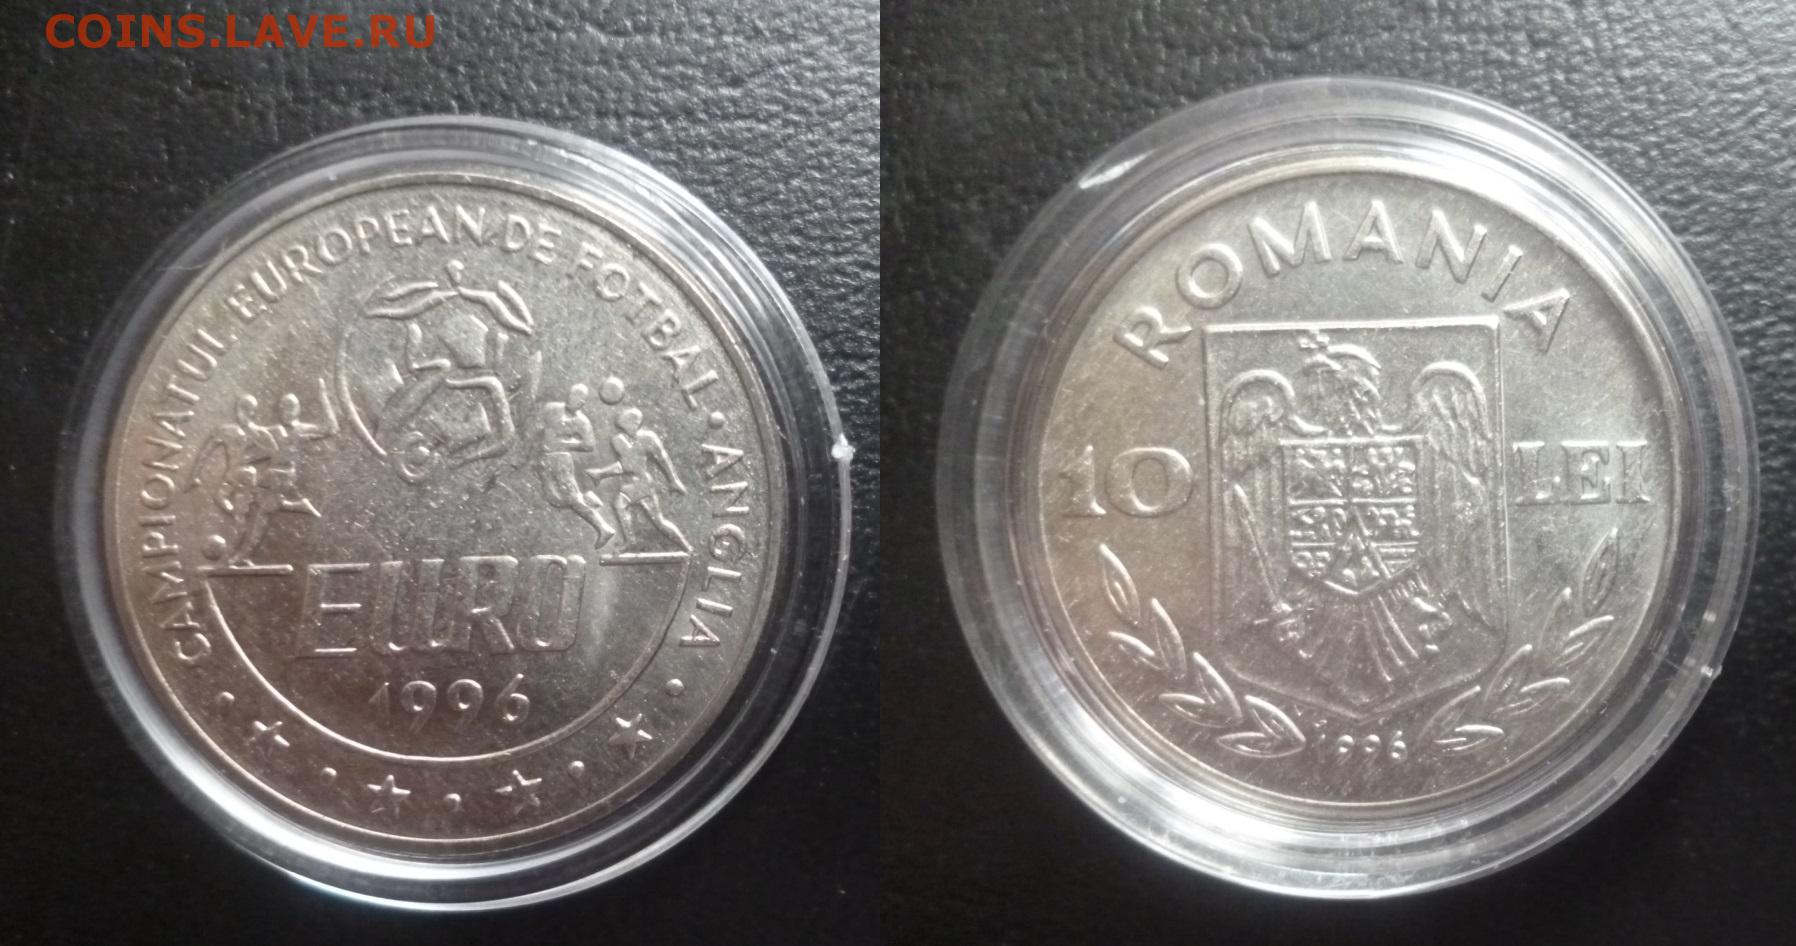 COINS.LAVE.RU
CAMPIONATUL EUROPEAN DE FOTBAL • ANGLIA
EURO
1996
ROMANIA
10 LEI
1996